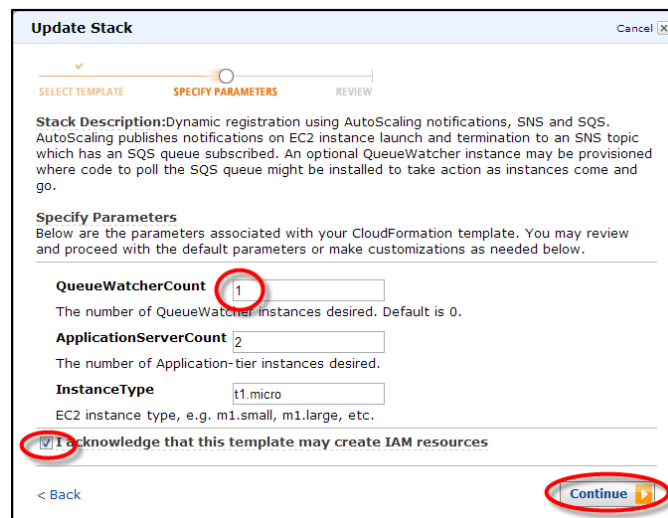 Update Stack
Cancel
SELECT TEMPLATE
SPECIFY PARAMETERS
REVIEW
Stack Description:Dynamic registration using AutoScaling notifications, SNS and SQS.
AutoScaling publishes notifications on EC2 instance launch and termination to an SNS topic
which has an SQS queue subscribed. An optional QueueWatcher instance may be provisioned
where code to poll the SQS queue might be installed to take action as instances come and
go.
Specify Parameters
Below are the parameters associated with your CloudFormation template. You may review
and proceed with the default parameters or make customizations as needed below.
QueueWatcherCount 1
The number of QueueWatcher instances desired. Default is 0.
ApplicationServerCount 2
The number of Application-tier instances desired.
InstanceType t1.micro
EC2 instance type, e.g. m1.small, m1.large, etc.
I acknowledge that this template may create IAM resources
< Back
Continue